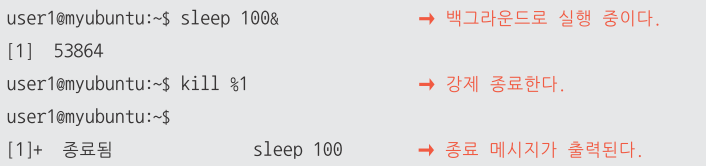 user1@myubuntu:~$ sleep 100& → 백그라운드로 실행 중이다.
[1] 53864
user1@myubuntu:~$ kill %1 → 강제 종료한다.
user1@myubuntu:~$
[1]+ 종료됨 sleep 100 → 종료 메시지가 출력된다.